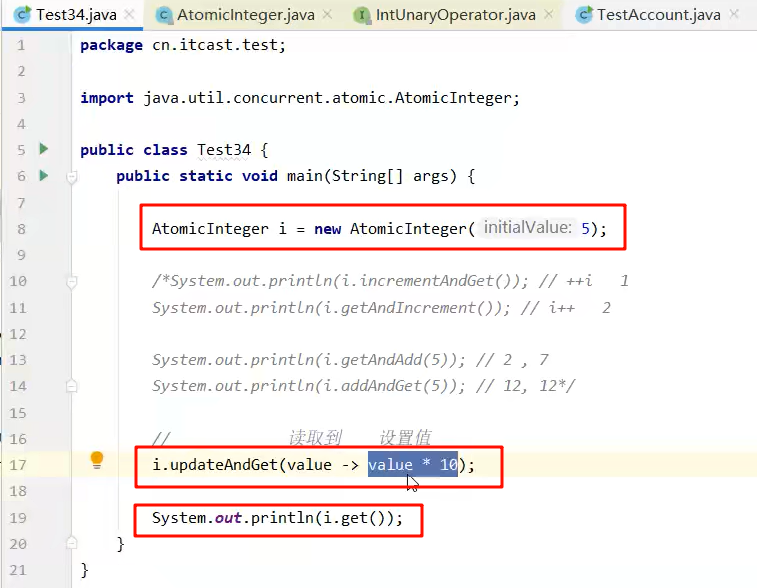 Test34.java × AtomicInteger.java × IntUnaryOperator.java × TestAccount.java ×
1 package cn.itcast.test;
2
3 import java.util.concurrent.atomic.AtomicInteger;
4
5 public class Test34 {
6 public static void main(String[] args) {
7
8 AtomicInteger i = new AtomicInteger( initialValue: 5);
9
10 /*System.out.println(i.incrementAndGet()); // ++i 1
11 System.out.println(i.getAndIncrement()); // i++ 2
12
13 System.out.println(i.getAndAdd(5)); // 2 , 7
14 System.out.println(i.addAndGet(5)); // 12, 12*/
15
16 // 读取到 设置值
17 i.updateAndGet(value -> value * 10);
18
19 System.out.println(i.get());
20 }
21 }